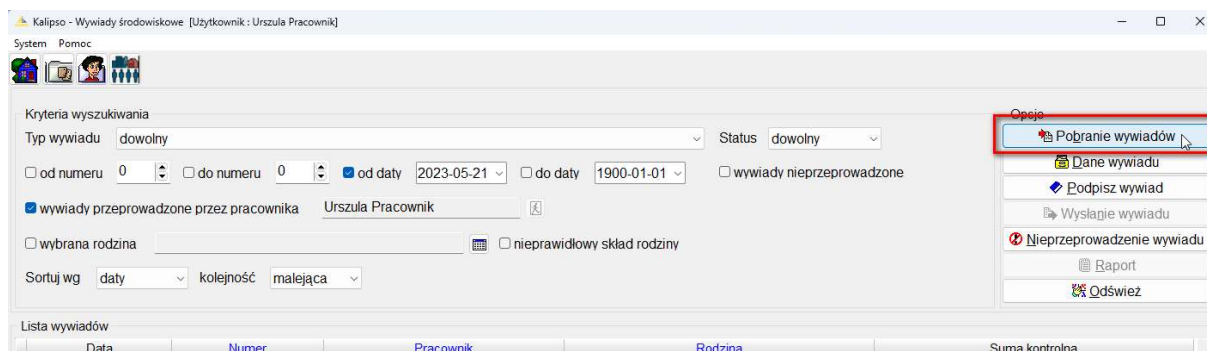 Kalipso - Wywiady środowiskowe [Użytkownik : Urszula Pracownik]
System Pomoc
Kryteria wyszukiwania
Opcje
Typ wywiadu dowolny Status dowolny
Pobranie wywiadów
Dane wywiadu
od numeru 0 do numeru 0 od daty 2023-05-21 do daty 1900-01-01 wywiady nieprzeprowadzone
Podpisz wywiad
wywiady przeprowadzone przez pracownika Urszula Pracownik
Wysłanie wywiadu
wybrana rodzina nieprawidłowy skład rodziny
Nieprzeprowadzenie wywiadu
Raport
Sortuj wg daty kolejność malejąca
Odśwież
Lista wywiadów
Data Numer Pracownik Rodzina Suma kontrolna